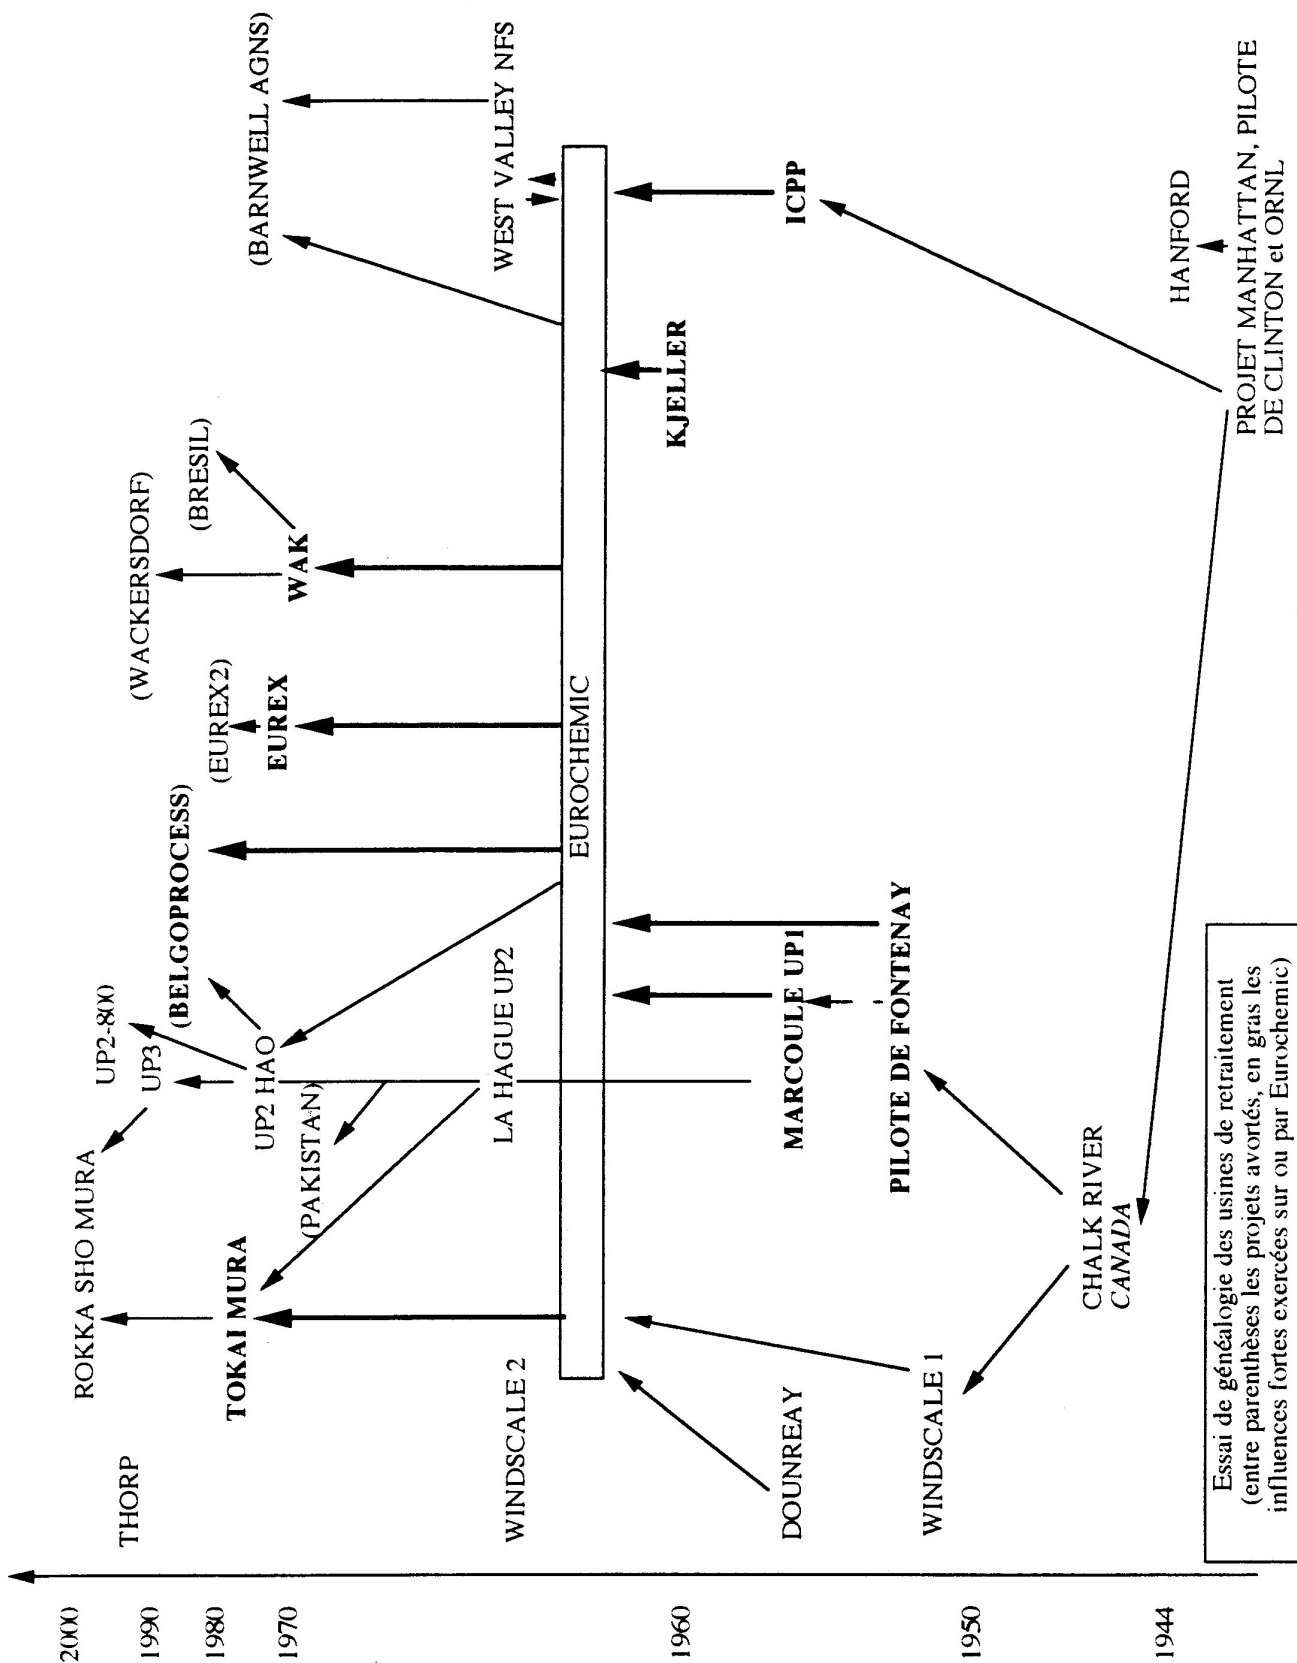 2000
1990
1980
1970
1960
1950
1944
THORP
ROKKA SHO MURA
UP3
UP2-800
(BELGOPROCESS)
(EUREX2)
EUREX
(WACKERSDORF)
(BRESIL)
WAK
(BARNWELL AGNS)
TOKAI MURA
(PAKISTAN)
UP2 HAO
WINDSCALE 2
LA HAGUE UP2
WEST VALLEY NFS
EUROCHEMIC
DOUNREAY
MARCOULE UP1
KJELLER
ICPP
WINDSCALE 1
PILOTE DE FONTENAY
CHALK RIVER
CANADA
HANFORD
PROJET MANHATTAN, PILOTE
DE CLINTON et ORNL
Essai de généalogie des usines de retraitement
(entre parenthèses les projets avortés, en gras les
influences fortes exercées sur ou par Eurochemic)